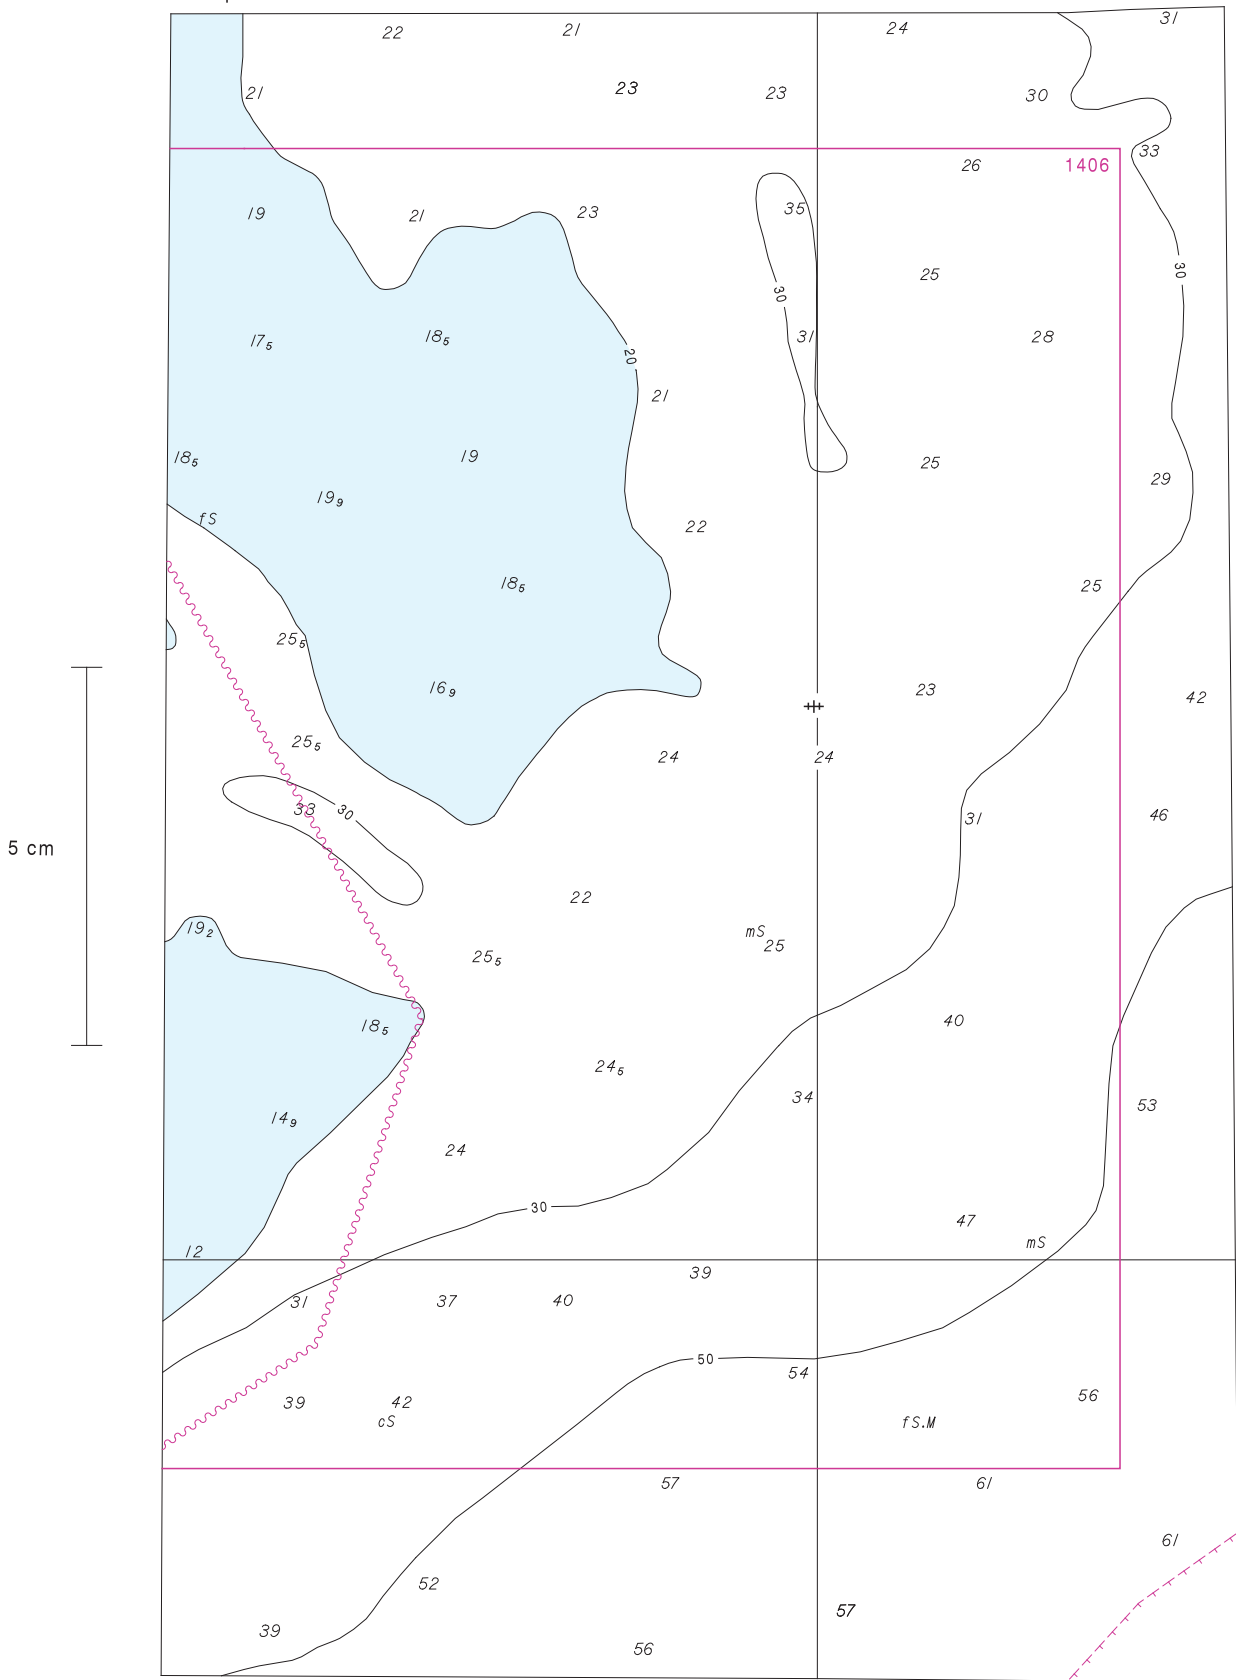 22 21 24 31
21 23 23 30
33
26 1406
19 21 23 35
25 30
30
17₅ 18₅ 20 31 28
21
18₅ 19 25
19₉ 29
fS 22
18₅ 25
25₅
16₉ 23 42
25₅ 24 24
33 30 31 46
5 cm
22
19₂ mS
25₅ 25
18₅ 40
24₅
14₉ 34 53
24
30
47
12 mS
39
31 37 40
50
54
39 42 56
cS fS.M
57 61
61
52
57
39
56